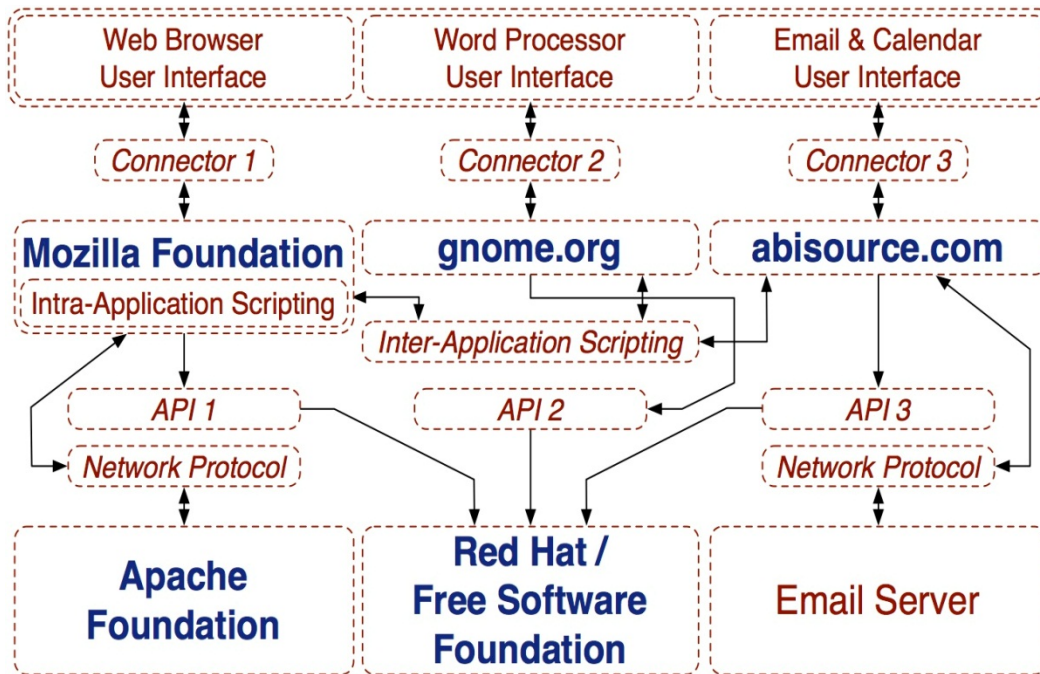 Web Browser
User Interface
Word Processor
User Interface
Email & Calendar
User Interface
Connector 1
Connector 2
Connector 3
Mozilla Foundation
Intra-Application Scripting
gnome.org
abisource.com
Inter-Application Scripting
API 1
API 2
API 3
Network Protocol
Network Protocol
Apache
Foundation
Red Hat /
Free Software
Foundation
Email Server